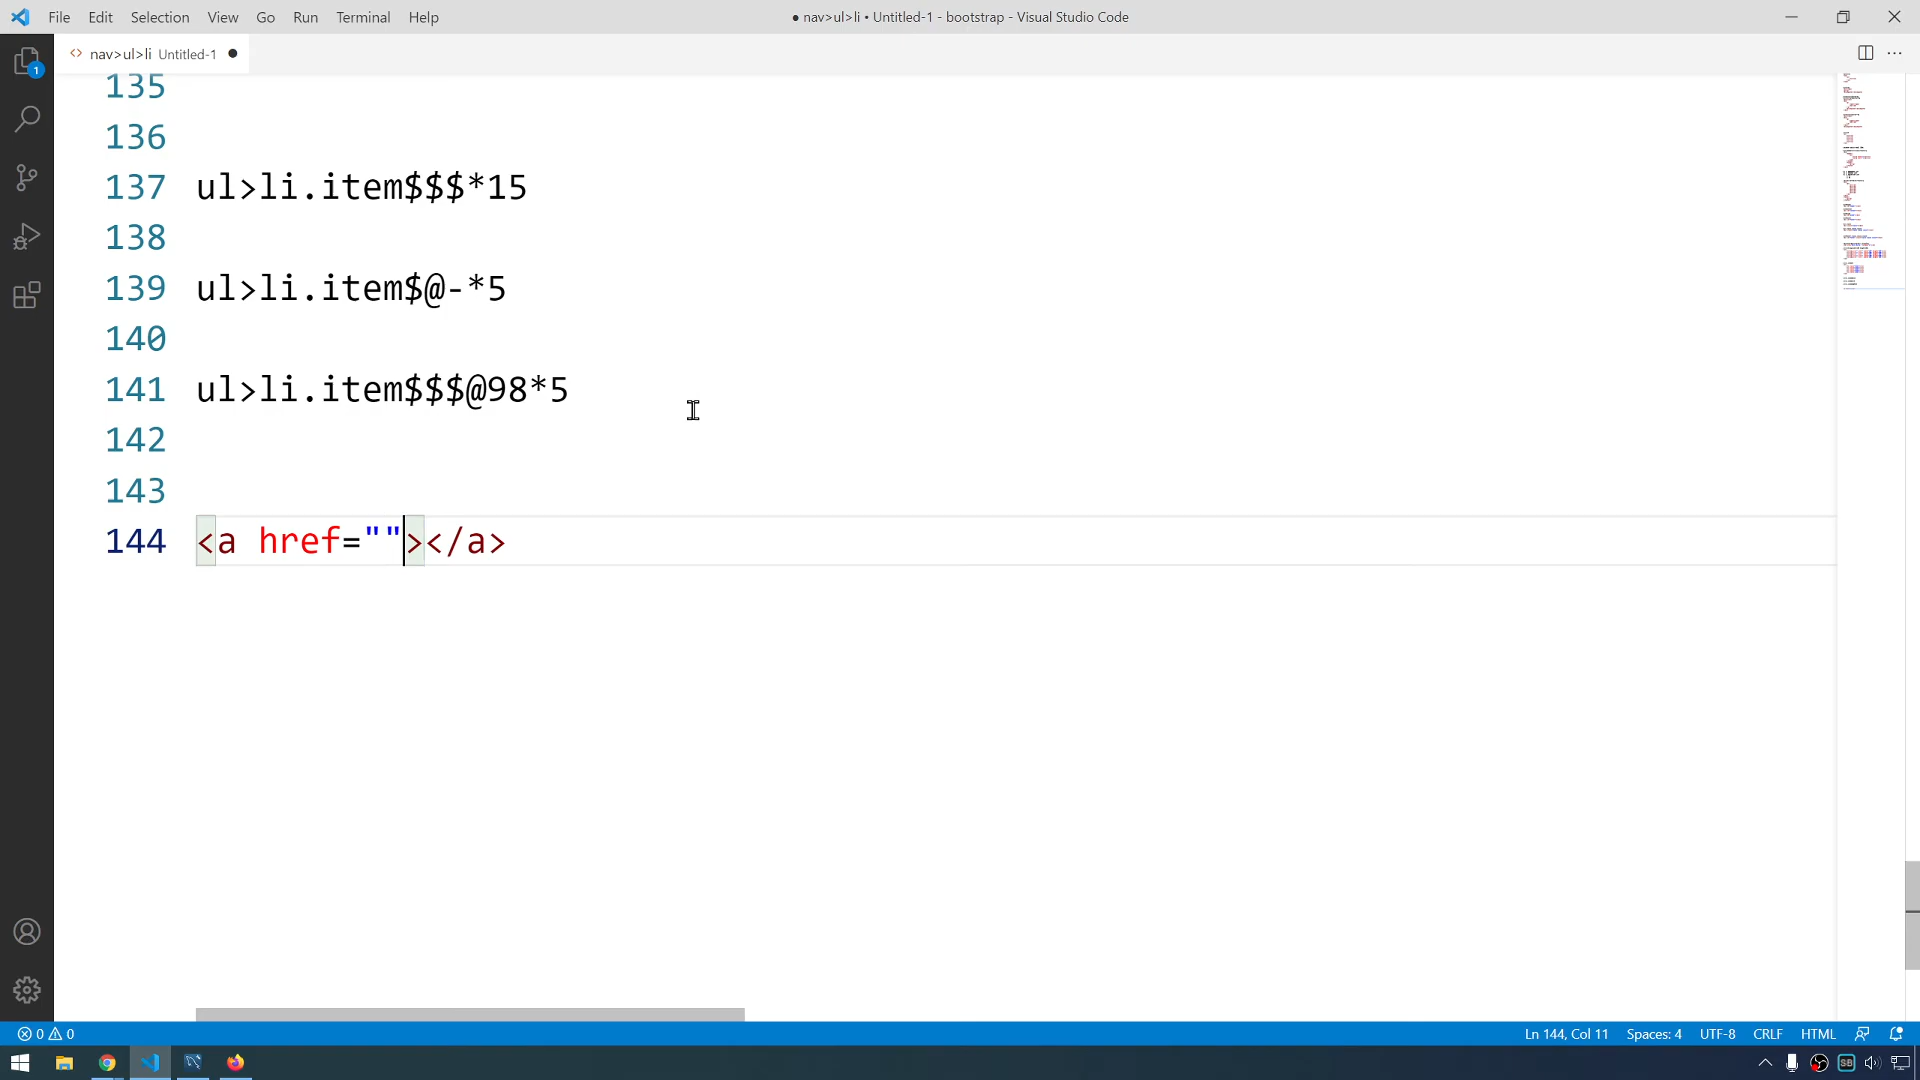 File Edit Selection View Go Run Terminal Help
● nav>ul>li • Untitled-1 - bootstrap - Visual Studio Code
nav>ul>li Untitled-1 ●
1
135
136
137 ul>li.item$$$*15
138
139 ul>li.item$@-*5
140
141 ul>li.item$$$@98*5
142
143
144 <a href=""></a>
0 0
Ln 144, Col 11 Spaces: 4 UTF-8 CRLF HTML
SB